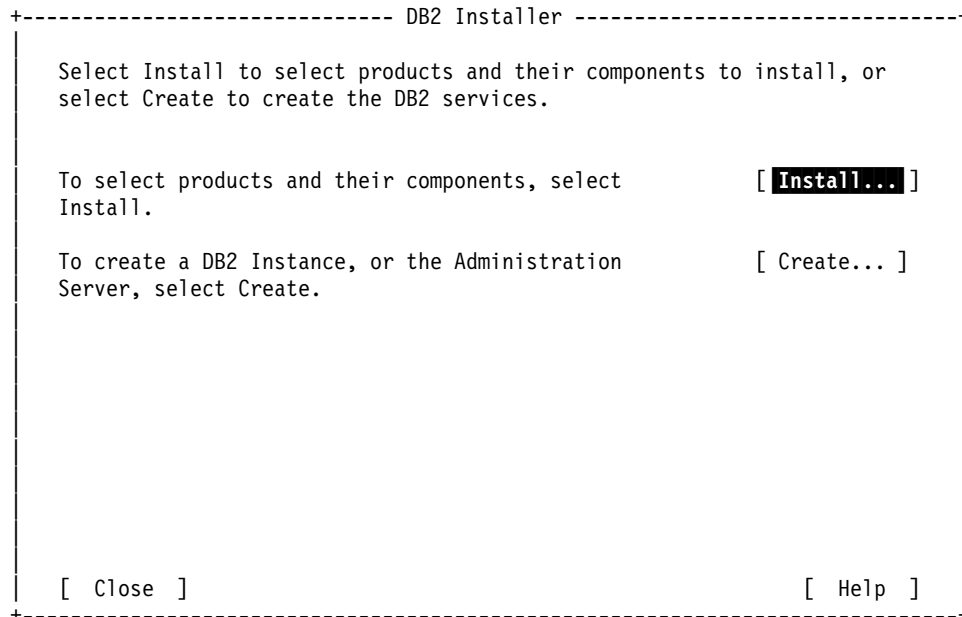 +------------------------------- DB2 Installer --------------------------------+
Select Install to select products and their components to install, or
select Create to create the DB2 services.
To select products and their components, select [ Install... ]
Install.
To create a DB2 Instance, or the Administration [ Create... ]
Server, select Create.
[ Close ] [ Help ]
+------------------------------------------------------------------------------+